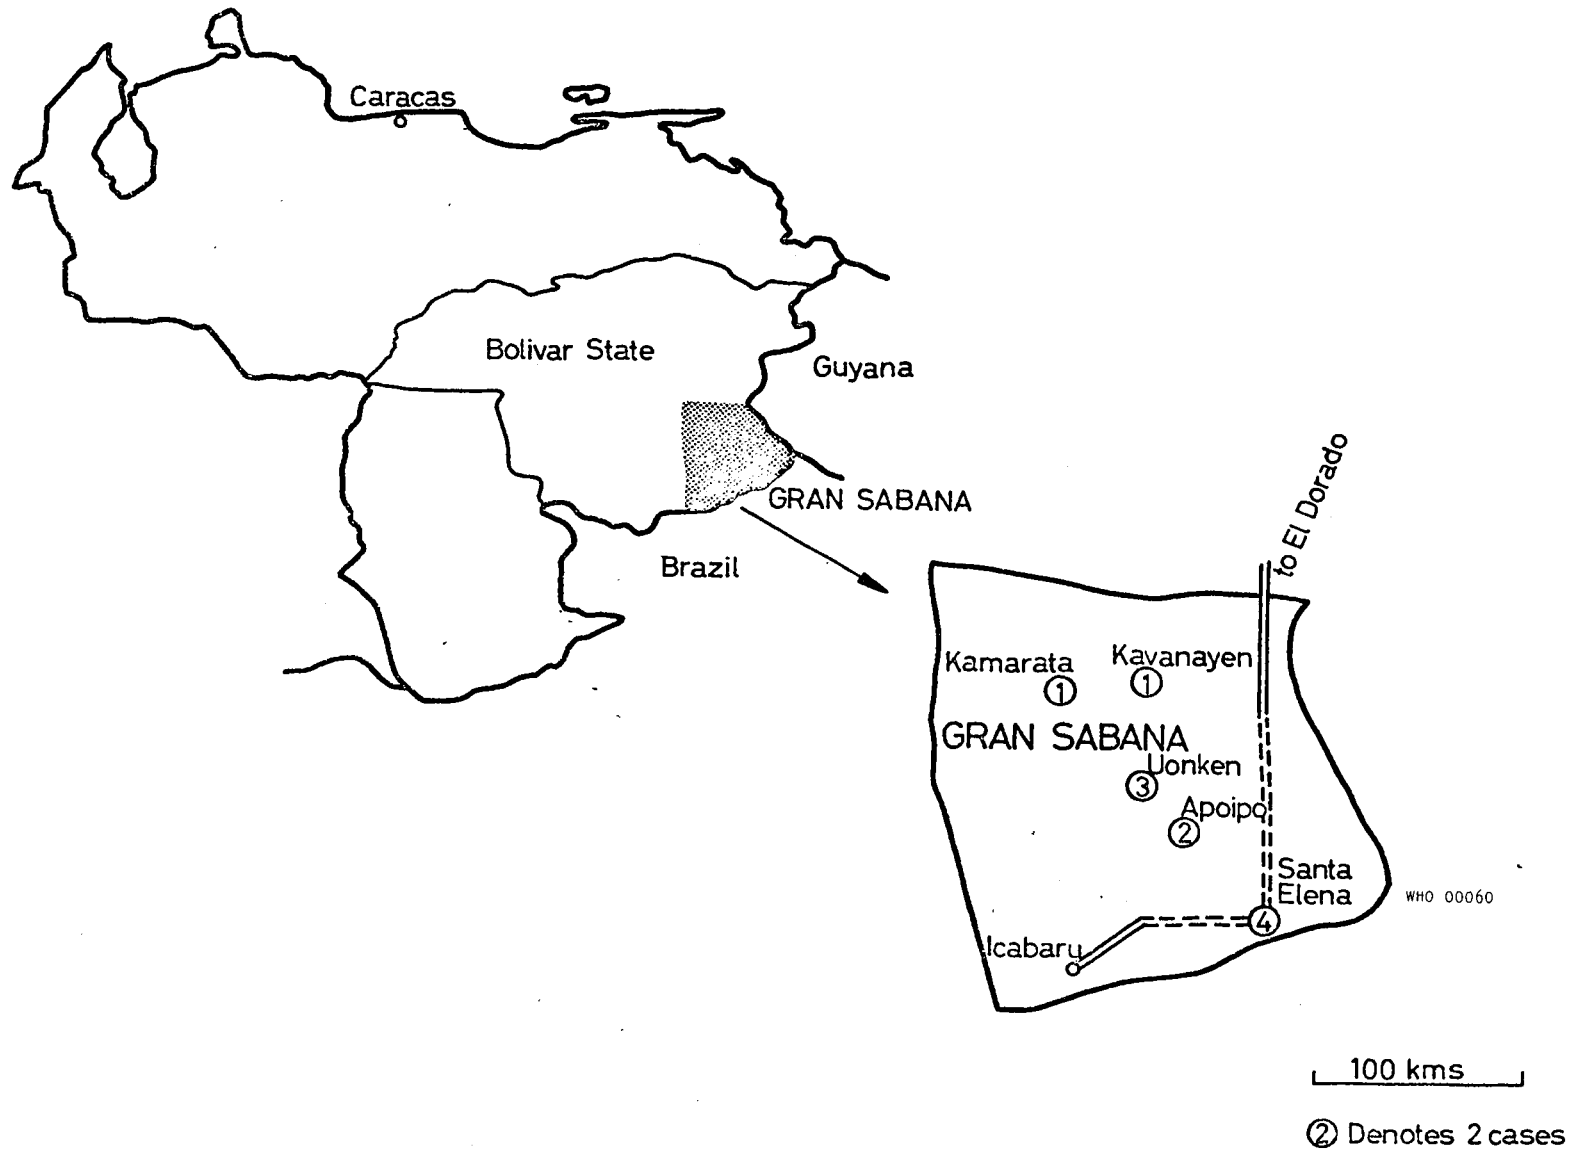 Caracas
Bolivar State
Guyana
GRAN SABANA
Brazil
to El Dorado
Kamarata
Kavanayen
1
1
GRAN SABANA
Uonken
3
Apoipo
2
Santa
Elena
WHO 00060
4
Icabaru
100 kms
2 Denotes 2 cases